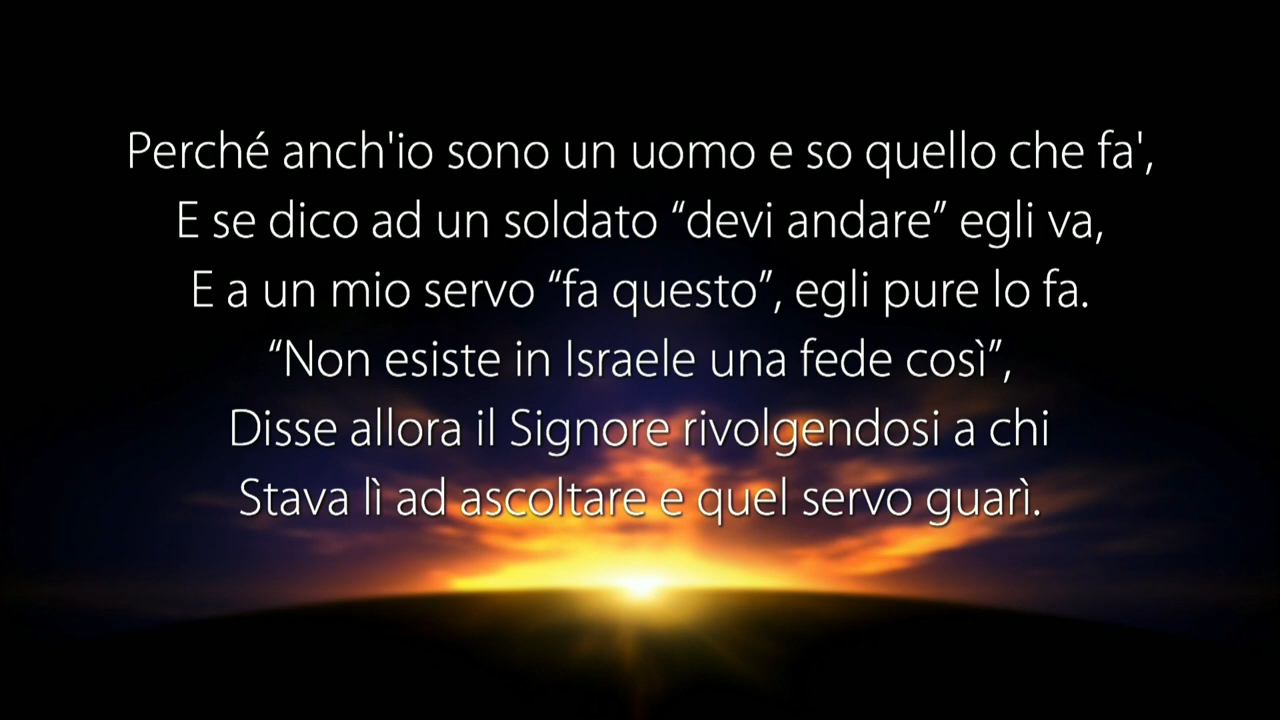 Perché anch'io sono un uomo e so quello che fa',
E se dico ad un soldato “devi andare” egli va,
E a un mio servo “fa questo”, egli pure lo fa.
“Non esiste in Israele una fede così”,
Disse allora il Signore rivolgendosi a chi
Stava lì ad ascoltare e quel servo guarì.